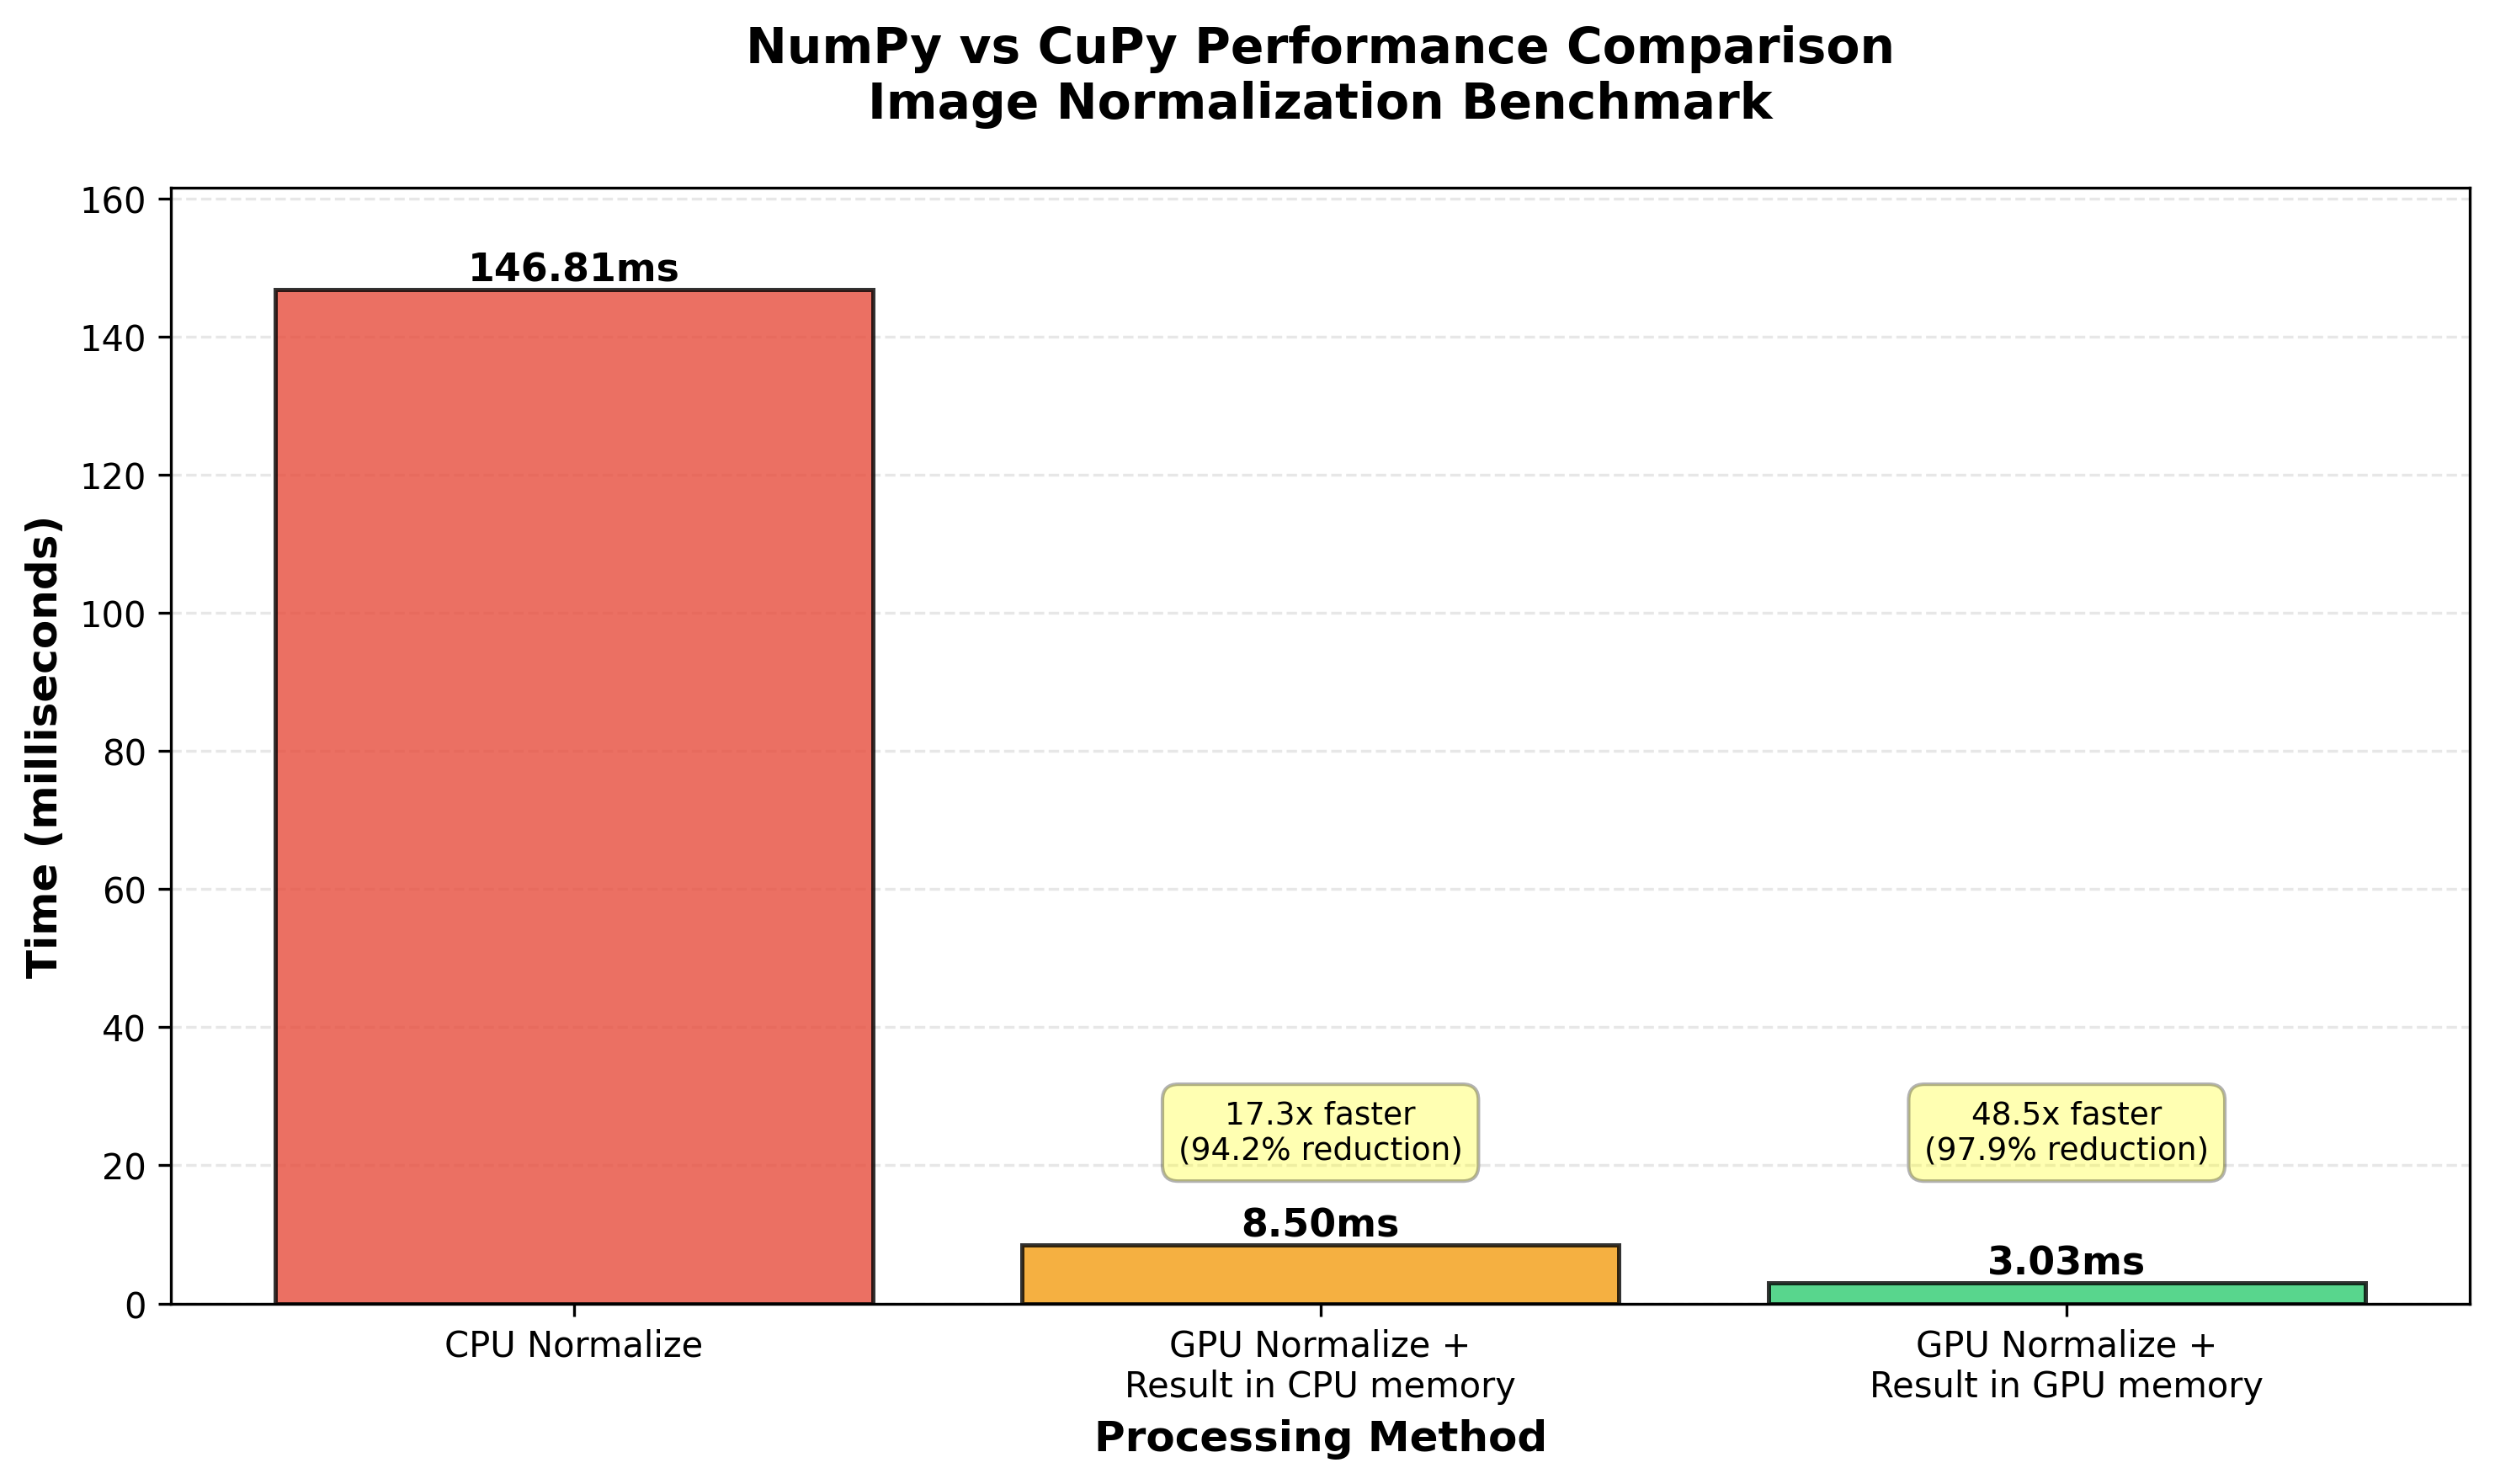 NumPy vs CuPy Performance Comparison
Image Normalization Benchmark
Time (milliseconds)
160
140
120
100
80
60
40
20
0
146.81ms
17.3x faster
(94.2% reduction)
8.50ms
48.5x faster
(97.9% reduction)
3.03ms
CPU Normalize
GPU Normalize +
Result in CPU memory
GPU Normalize +
Result in GPU memory
Processing Method